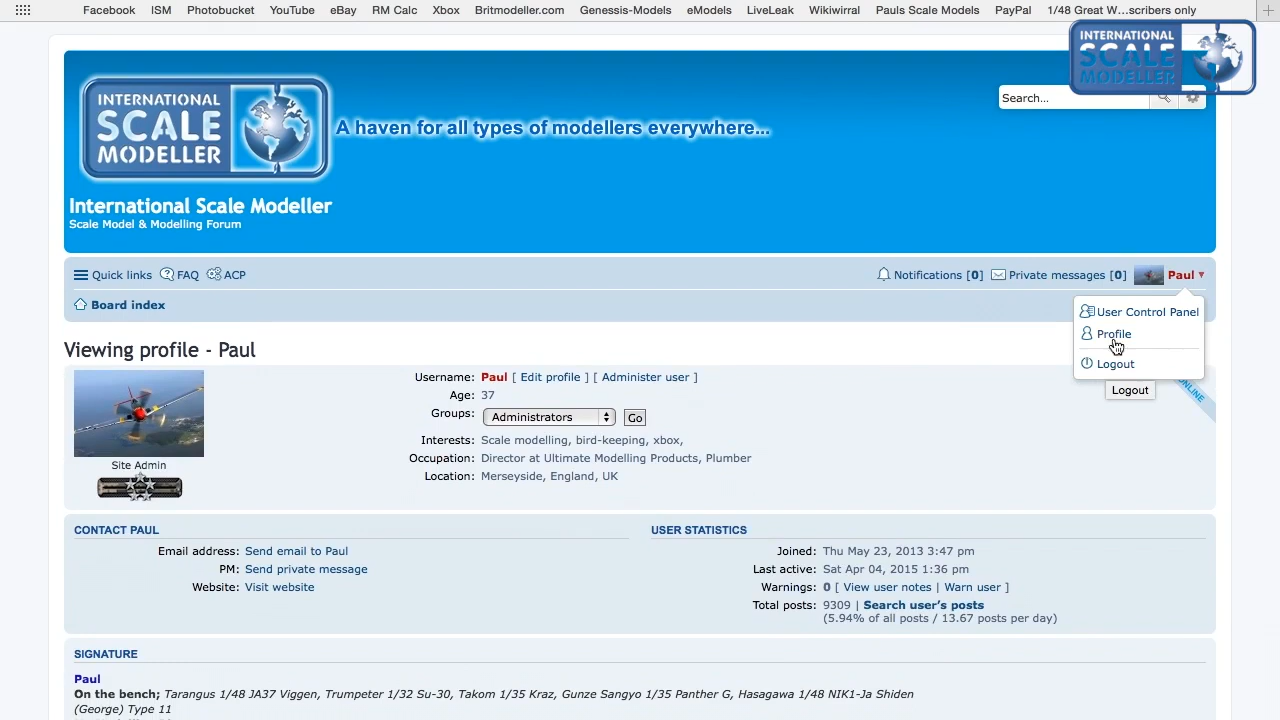 Facebook ISM Photobucket YouTube eBay RM Calc Xbox Britmodeller.com Genessis-Models eModels LiveLeak Wikiwirral Pauls Scale Models PayPal 1/48 Great W...scribers only
INTERNATIONAL SCALE MODELLER
Search...
INTERNATIONAL
SCALE
MODELLER
A haven for all types of modellers everywhere...
International Scale Modeller
Scale Model & Modelling Forum
Quick links FAQ ACP Notifications [0] Private messages [0] Paul
Board index
User Control Panel
Profile
Logout
Logout
Viewing profile - Paul
ONLINE
Site Admin
Username: Paul [ Edit profile ] [ Administer user ]
Age: 37
Groups: Administrators Go
Interests: Scale modelling, bird-keeping, xbox,
Occupation: Director at Ultimate Modelling Products, Plumber
Location: Merseyside, England, UK
CONTACT PAUL
Email address: Send email to Paul
PM: Send private message
Website: Visit website
USER STATISTICS
Joined: Thu May 23, 2013 3:47 pm
Last active: Sat Apr 04, 2015 1:36 pm
Warnings: 0 [ View user notes | Warn user ]
Total posts: 9309 | Search user's posts
(5.94% of all posts / 13.67 posts per day)
SIGNATURE
Paul
On the bench; Tarangus 1/48 JA37 Viggen, Trumpeter 1/32 Su-30, Takom 1/35 Kraz, Gunze Sangyo 1/35 Panther G, Hasagawa 1/48 NIK1-Ja Shiden
(George) Type 11